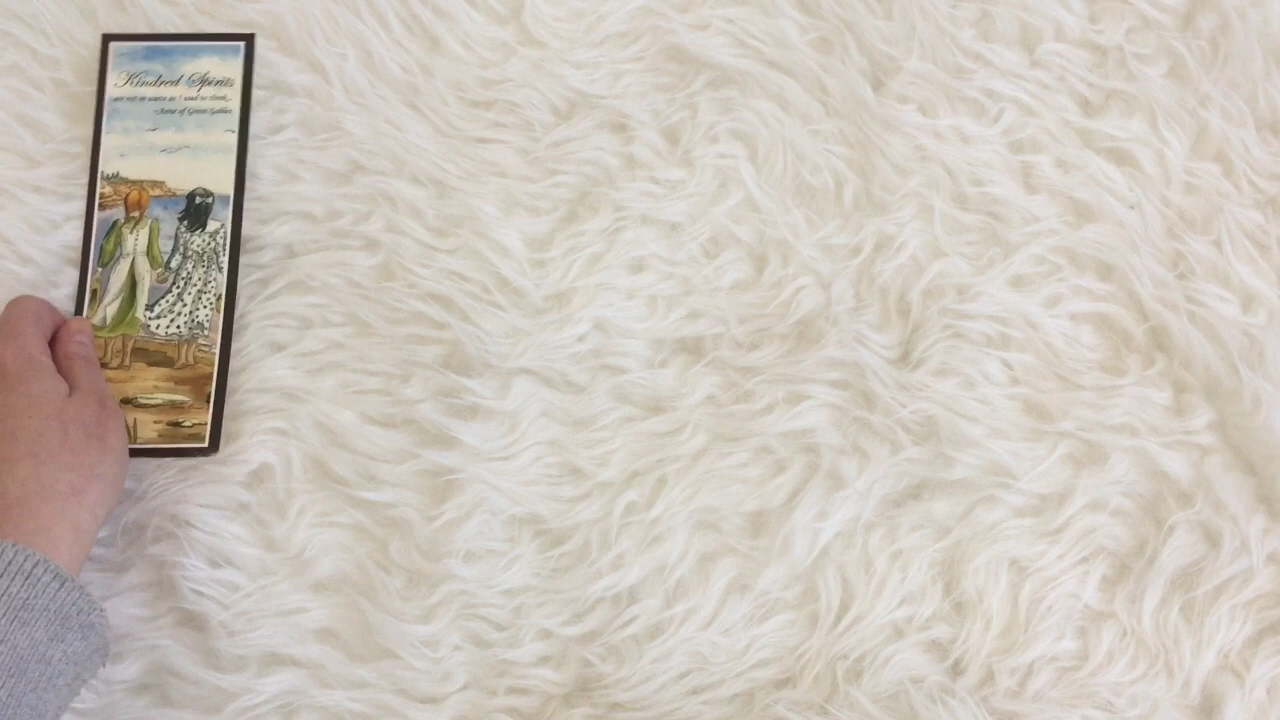 Kindred Spirits
are not so scarce as I used to think...
-Anne of Green Gables